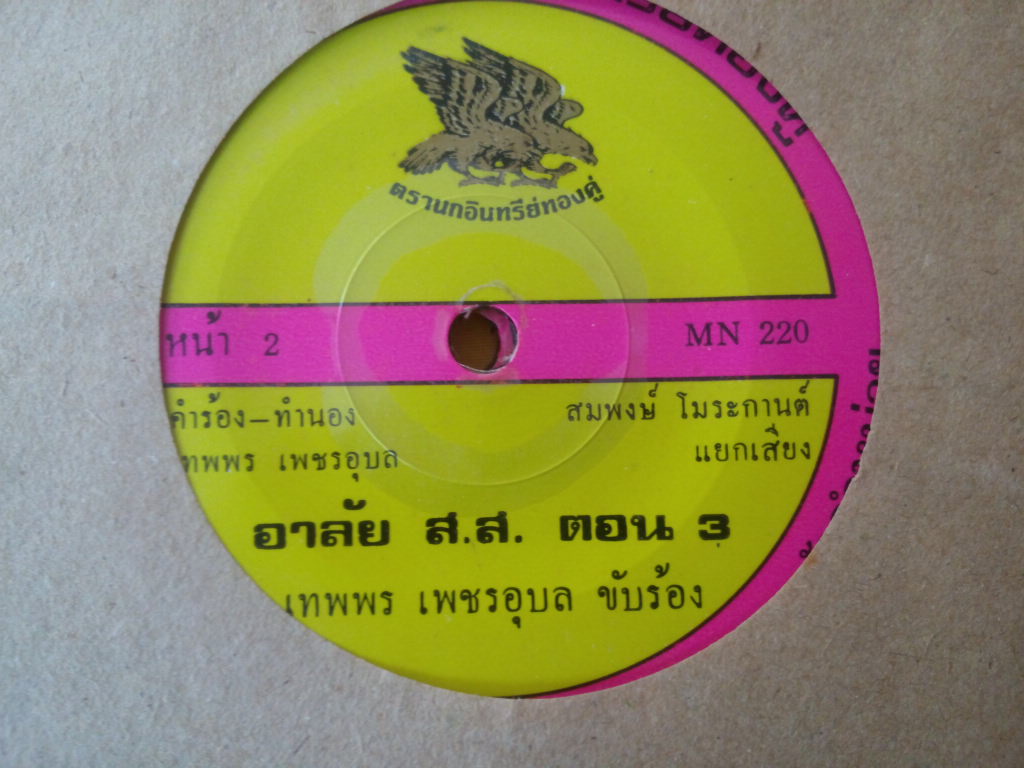 ตรานกอินทรีย์ทองคู่
หน้า 2 MN 220
คำร้อง-ทำนอง สมพงษ์ โมระกานต์
เทพพร เพชรอุบล แยกเสียง
อาลัย ส.ส. ตอน 3
เทพพร เพชรอุบล ขับร้อง